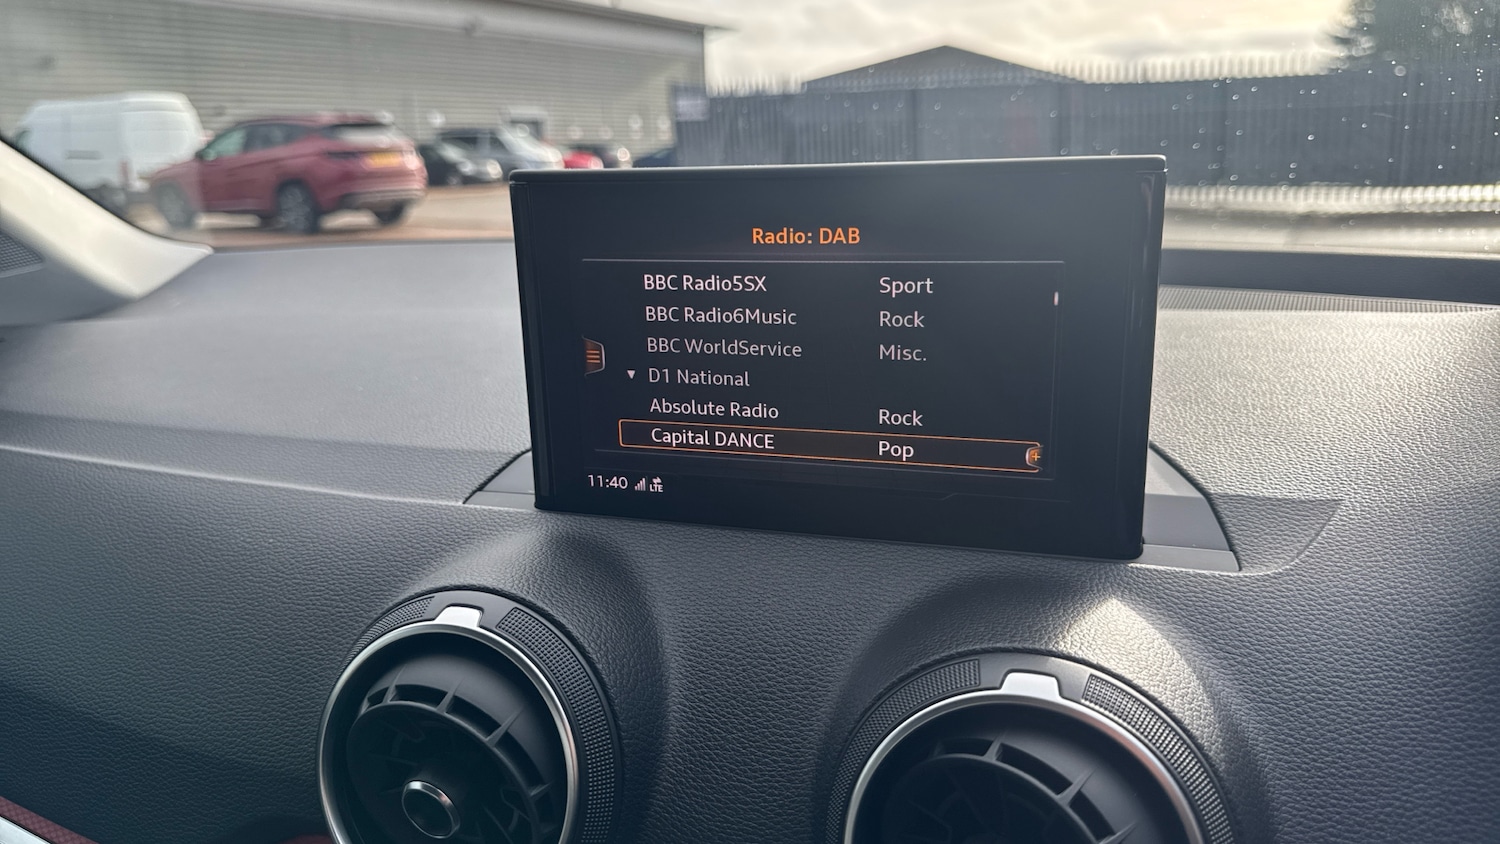 Radio: DAB
BBC Radio5SX Sport
BBC Radio6Music Rock
BBC WorldService Misc.
D1 National
Absolute Radio Rock
Capital DANCE Pop
11:40 LTE